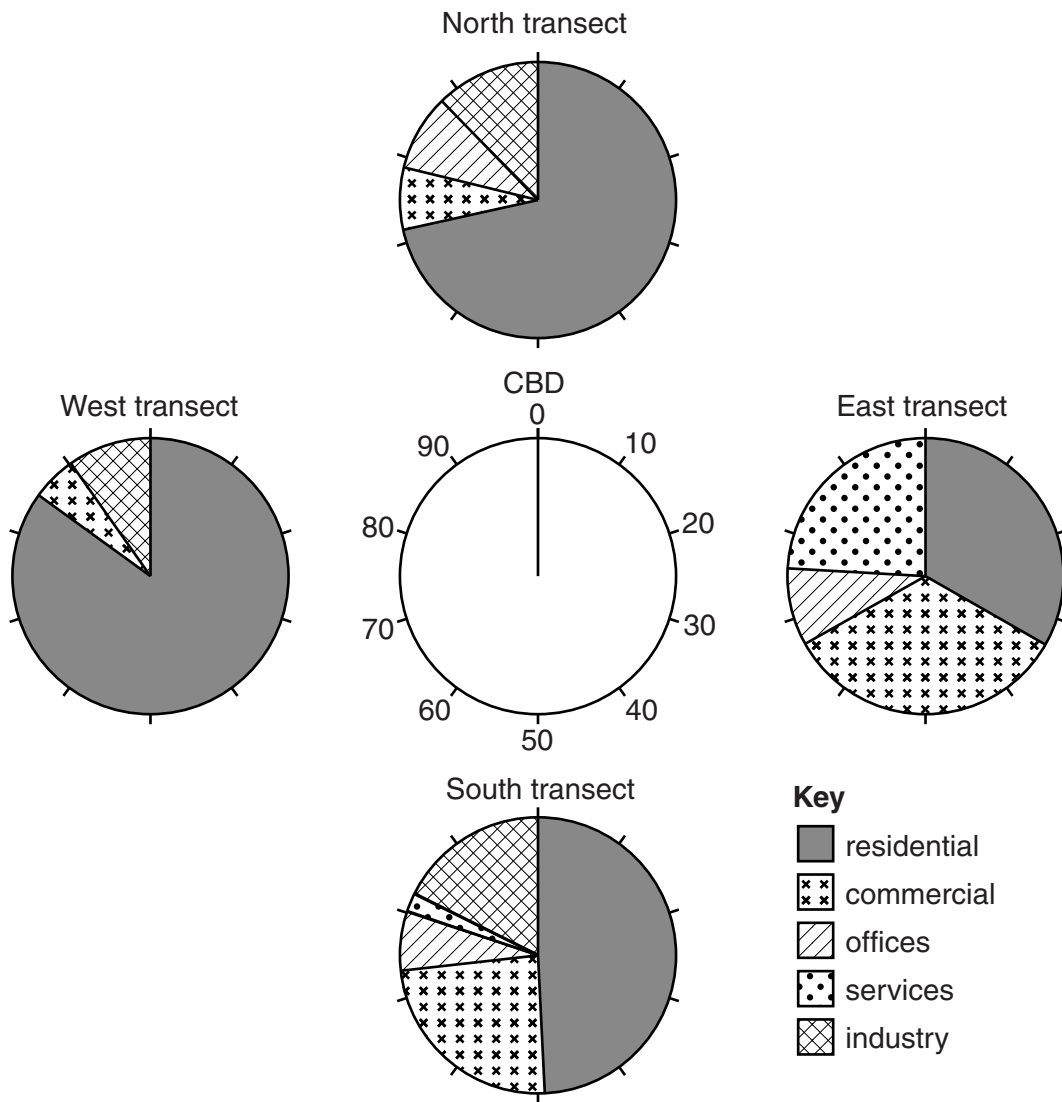 North transect
CBD
West transect
East transect
0
10
20
30
40
50
60
70
80
90
South transect
Key
residential
commercial
offices
services
industry